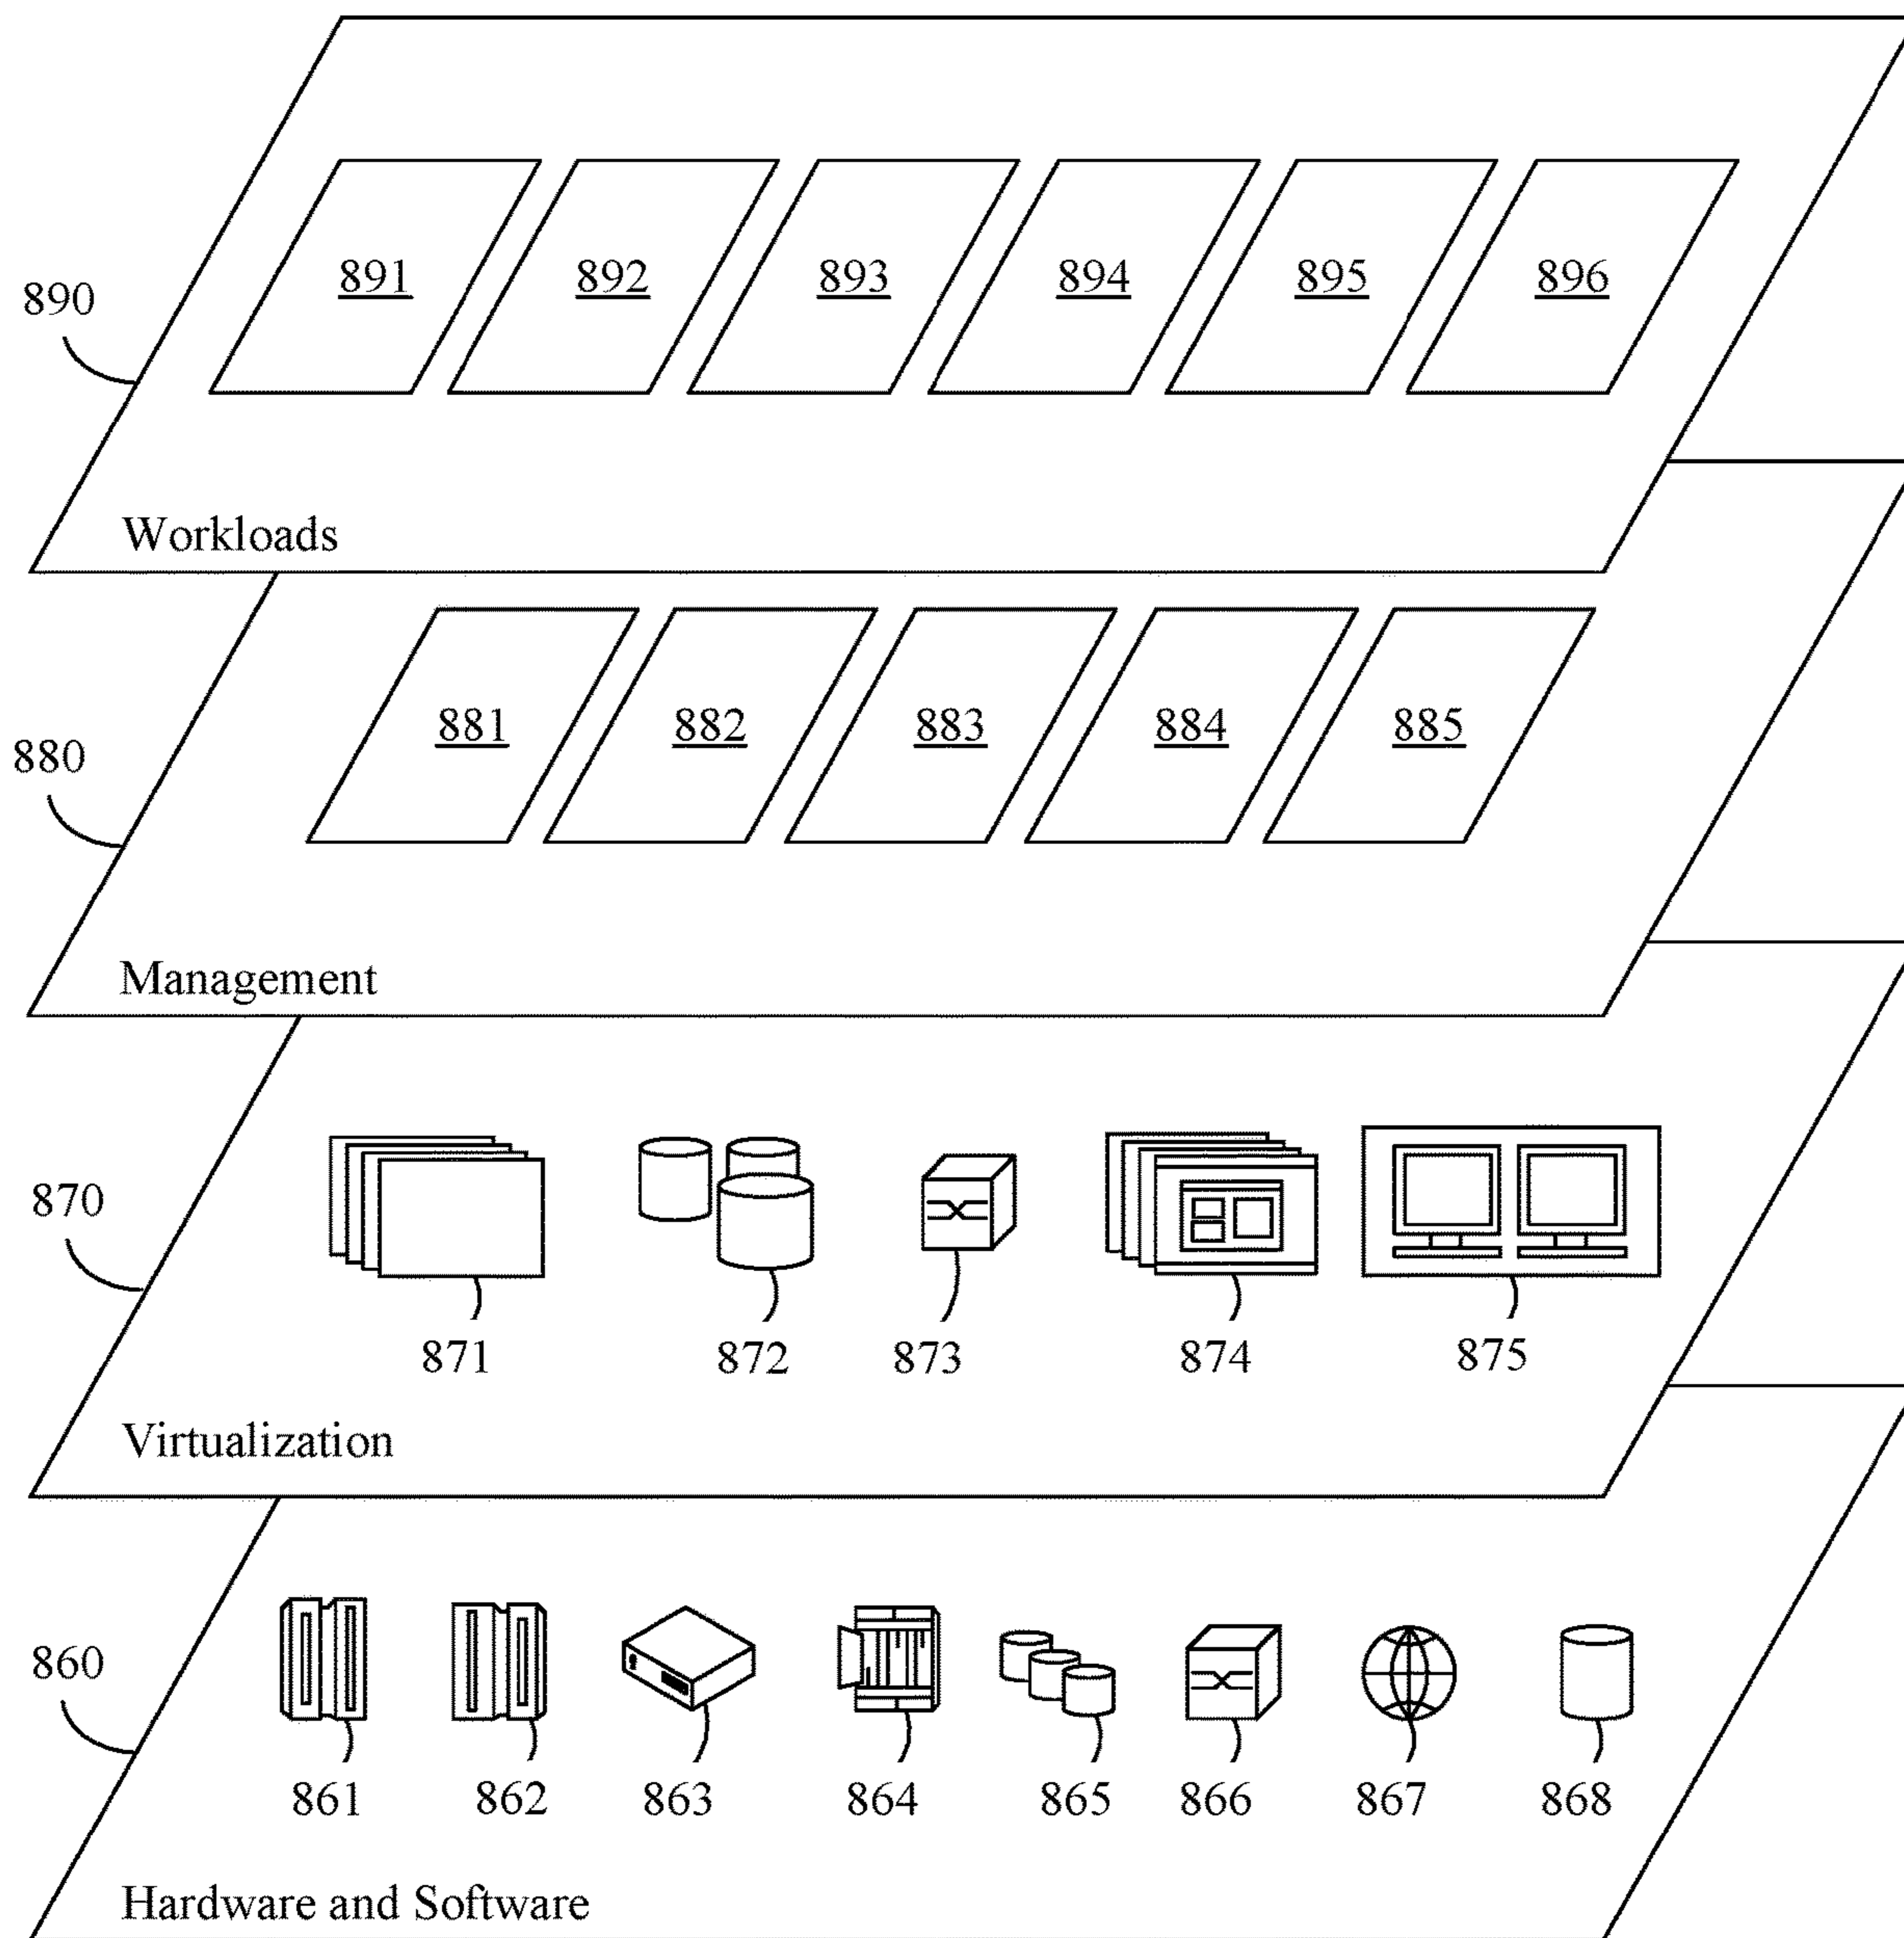 891 892 893 894 895 896
890
Workloads
881 882 883 884 885
880
Management
870
871 872 873 874 875
Virtualization
860
861 862 863 864 865 866 867 868
Hardware and Software